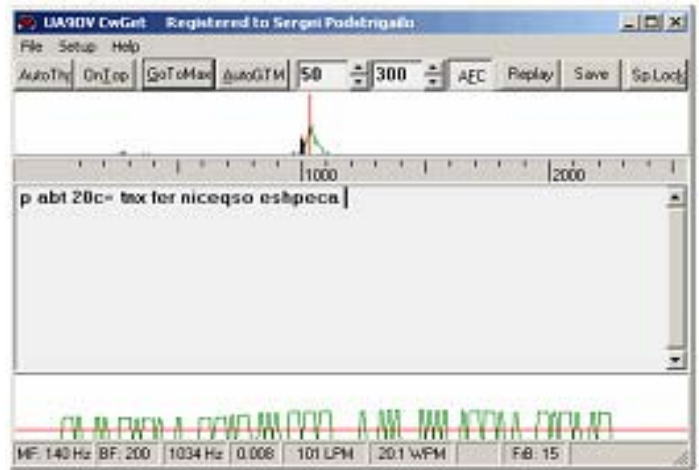 UA9OV CwGet Registered to Sergei Podstrigailo
File Setup Help
AutoThr OnTop GoToMax AutoGTM 50 300 AFC Replay Save Sp.Lock
1000 2000
p abt 20c= tnx fer niceqso eshpeca
MF: 140 Hz BF: 200 1034 Hz 0.008 101 LPM 20.1 WPM F/B: 15